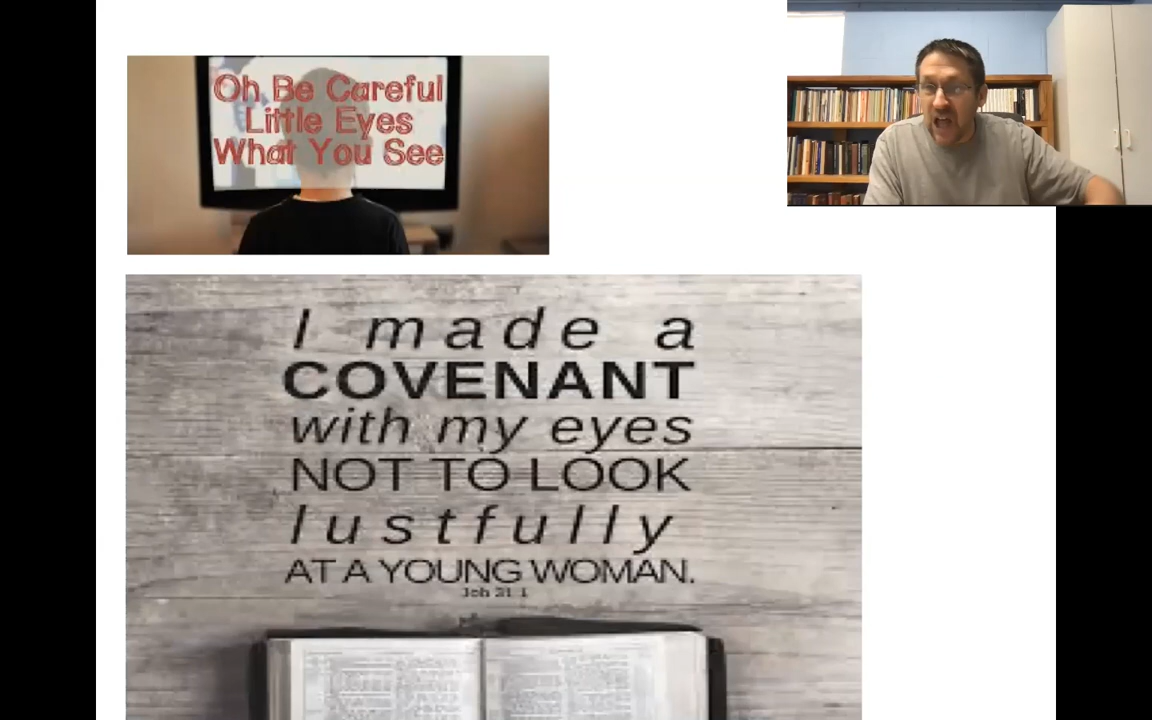 Oh Be Careful
Little Eyes
What You See
I made a
COVENANT
with my eyes
NOT TO LOOK
lustfully
AT A YOUNG WOMAN.
Job 31 1